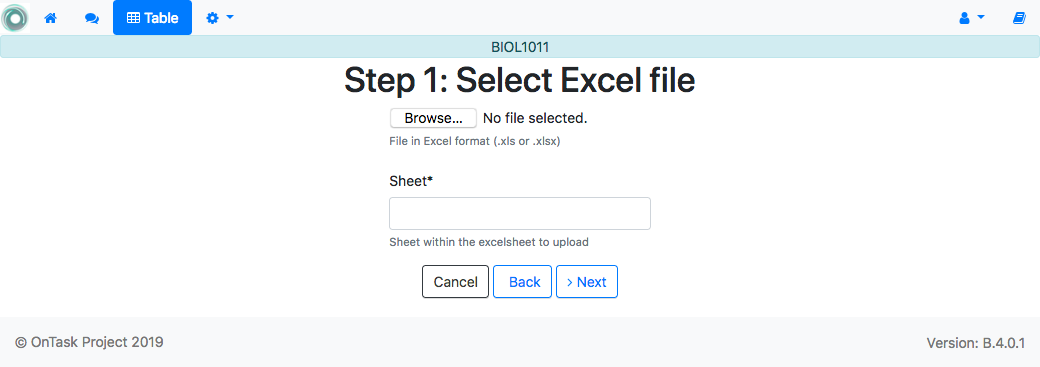 Table
BIOL1011
Step 1: Select Excel file
Browse... No file selected.
File in Excel format (.xls or .xlsx)
Sheet*
Sheet within the excelsheet to upload
Cancel Back › Next
© OnTask Project 2019 Version: B.4.0.1